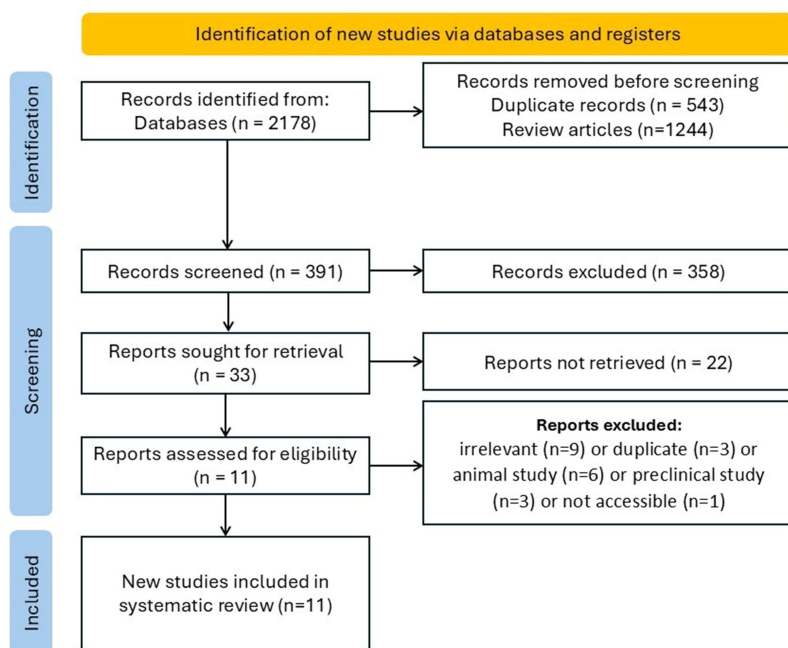 Identification of new studies via databases and registers
Identification
Records identified from:
Databases (n = 2178)
Records removed before screening
Duplicate records (n = 543)
Review articles (n=1244)
Screening
Records screened (n = 391)
Records excluded (n = 358)
Reports sought for retrieval
(n = 33)
Reports not retrieved (n = 22)
Reports assessed for eligibility
(n = 11)
Reports excluded:
irrelevant (n=9) or duplicate (n=3) or
animal study (n=6) or preclinical study
(n=3) or not accessible (n=1)
Included
New studies included in
systematic review (n=11)